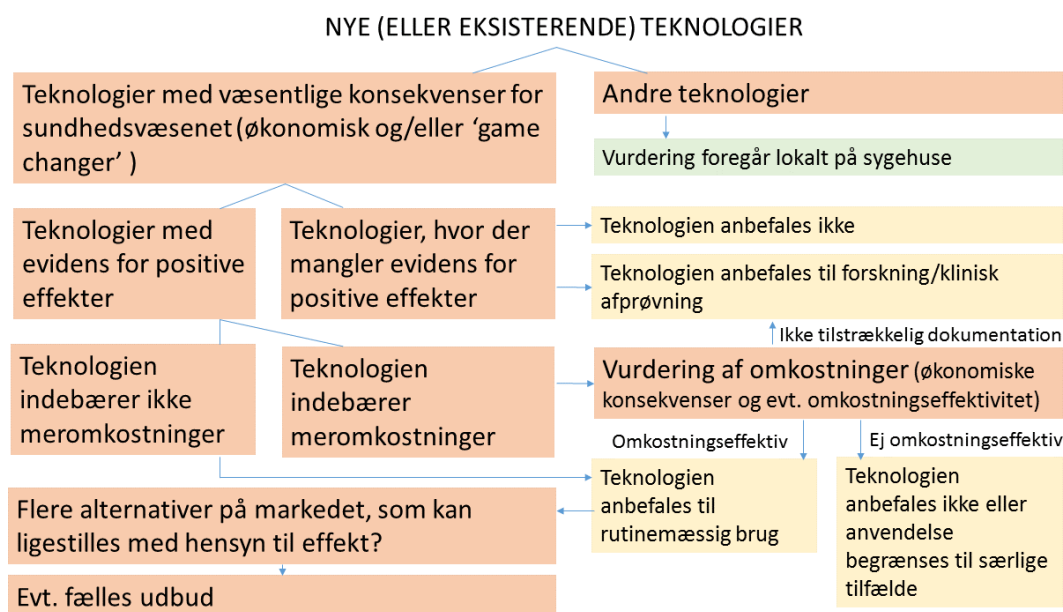 NYE (ELLER EKSISTERENDE) TEKNOLOGIER
Teknologier med væsentlige konsekvenser for
sundhedsvæsenet (økonomisk og/eller ‘game
changer’ )
Andre teknologier
Vurdering foregår lokalt på sygehuse
Teknologier med
evidens for positive
effekter
Teknologier, hvor der
mangler evidens for
positive effekter
Teknologien anbefales ikke
Teknologien anbefales til forskning/klinisk
afprøvning
Ikke tilstrækkelig dokumentation
Teknologien
indebærer ikke
meromkostninger
Teknologien
indebærer
meromkostninger
Vurdering af omkostninger (økonomiske
konsekvenser og evt. omkostningseffektivitet)
Omkostningseffektiv
Ej omkostningseffektiv
Teknologien
anbefales til
rutinemæssig brug
Teknologien
anbefales ikke eller
anvendelse
begrænses til særlige
tilfælde
Flere alternativer på markedet, som kan
ligestilles med hensyn til effekt?
Evt. fælles udbud